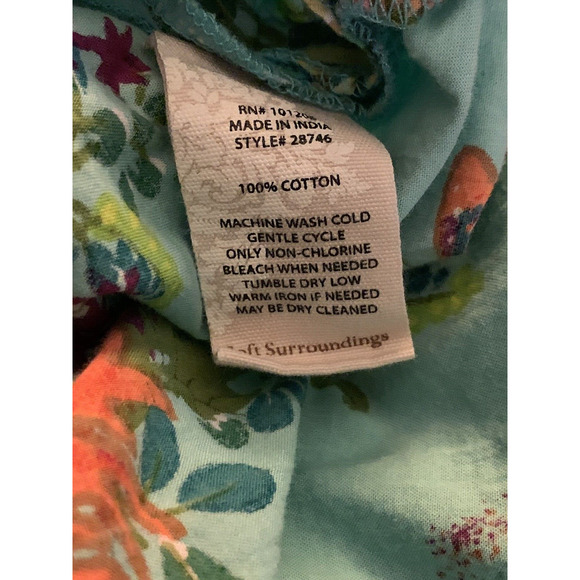 RN#
MADE IN INDIA
STYLE# 28746
100% COTTON
MACHINE WASH COLD
GENTLE CYCLE
ONLY NON-CHLORINE
BLEACH WHEN NEEDED
TUMBLE DRY LOW
WARM IRON IF NEEDED
MAY BE DRY CLEANED
Surroundings